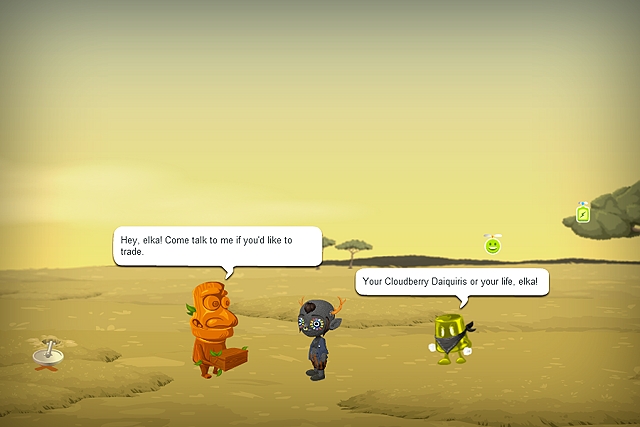 Hey, elka! Come talk to me if you'd like to
trade.
Your Cloudberry Daiquiris or your life, elka!